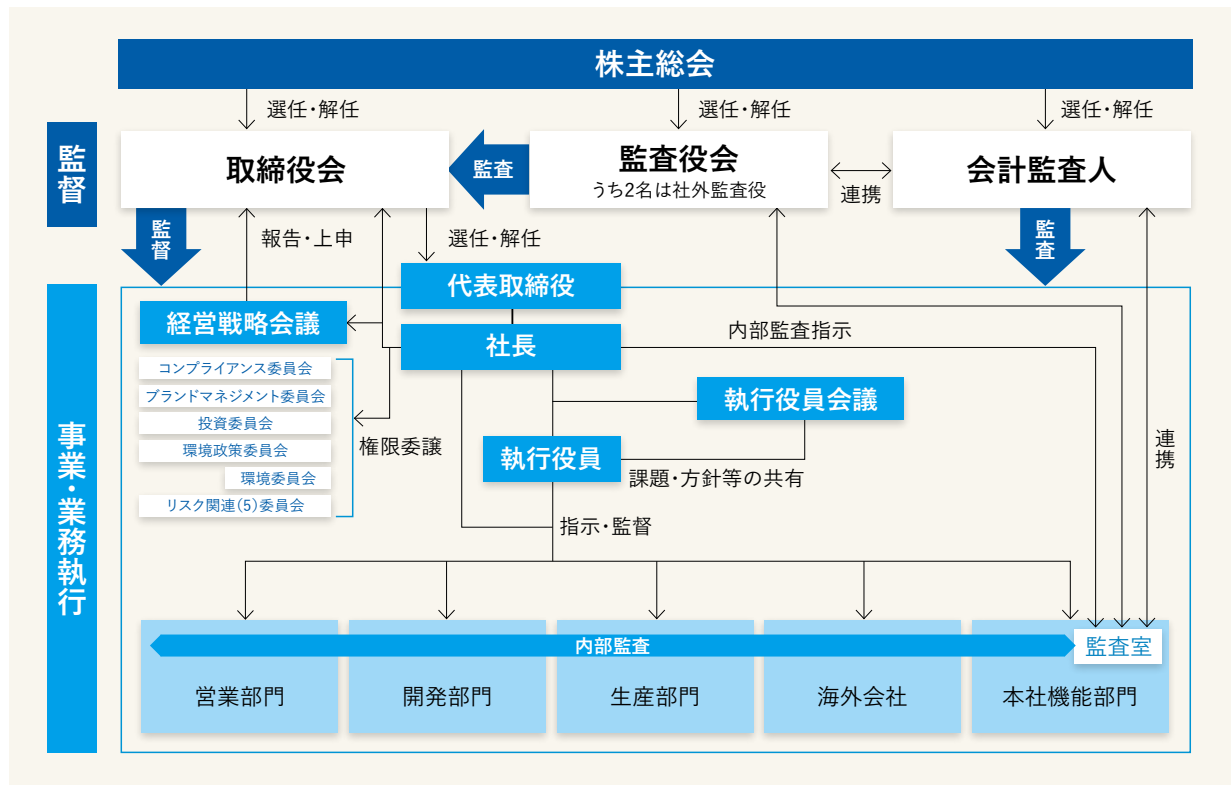 株主総会
選任・解任
選任・解任
選任・解任
監督
取締役会
監査
監査役会
うち2名は社外監査役
連携
会計監査人
監督
報告・上申
選任・解任
監査
代表取締役
経営戦略会議
社長
内部監査指示
コンプライアンス委員会
ブランドマネジメント委員会
投資委員会
環境政策委員会
環境委員会
リスク関連(5)委員会
権限委譲
執行役員会議
執行役員
課題・方針等の共有
連携
指示・監督
事業・業務執行
内部監査
監査室
営業部門
開発部門
生産部門
海外会社
本社機能部門